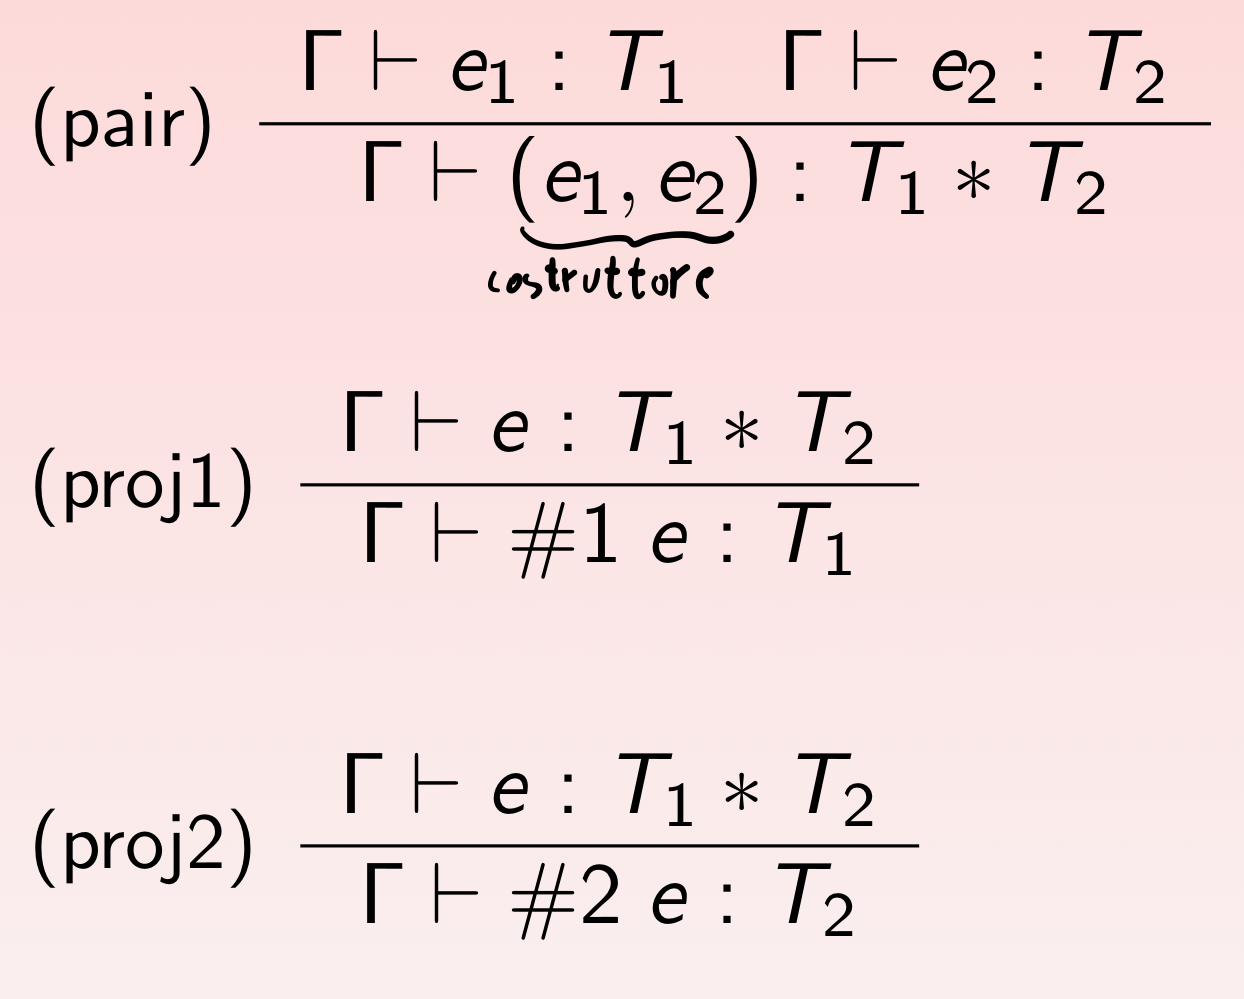 Γ ⊢ e₁ : T₁   Γ ⊢ e₂ : T₂
(pair)
Γ ⊢ (e₁, e₂) : T₁ * T₂
costruttore
Γ ⊢ e : T₁ * T₂
(proj1)
Γ ⊢ #1 e : T₁
Γ ⊢ e : T₁ * T₂
(proj2)
Γ ⊢ #2 e : T₂